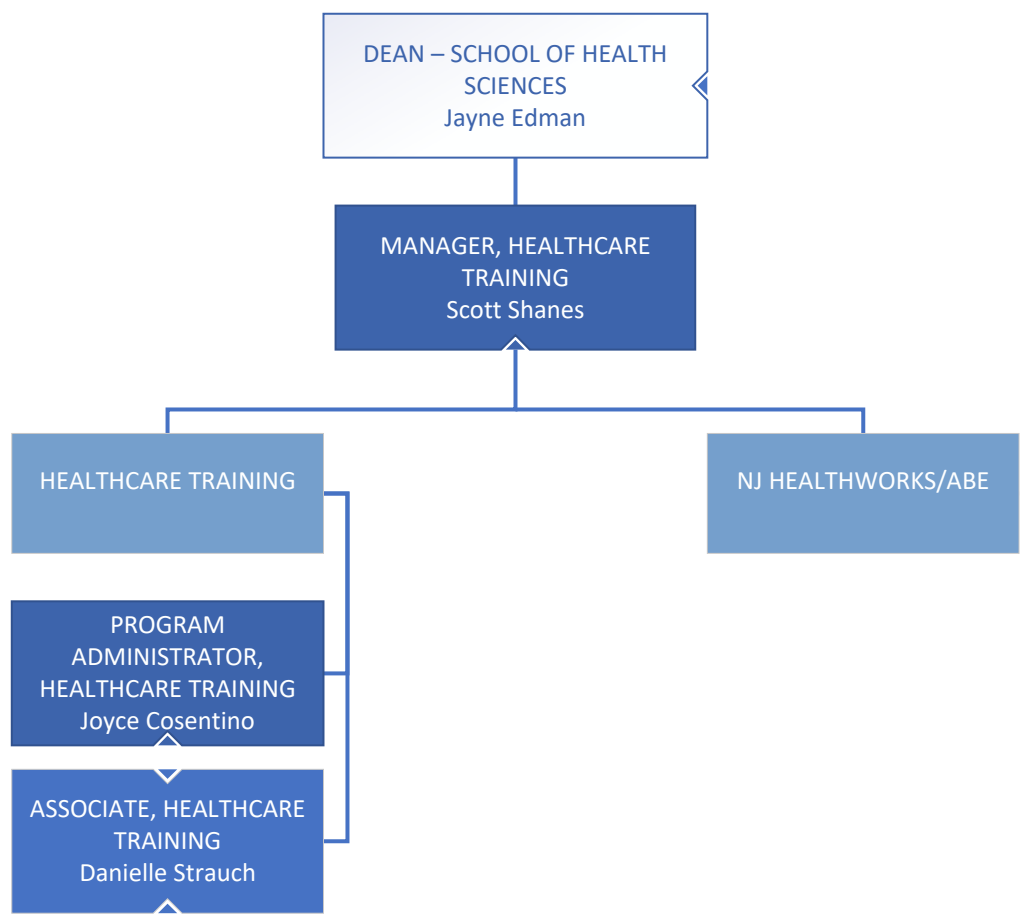 DEAN – SCHOOL OF HEALTH
SCIENCES
Jayne Edman
MANAGER, HEALTHCARE
TRAINING
Scott Shanes
HEALTHCARE TRAINING
NJ HEALTHWORKS/ABE
PROGRAM
ADMINISTRATOR,
HEALTHCARE TRAINING
Joyce Cosentino
ASSOCIATE, HEALTHCARE
TRAINING
Danielle Strauch